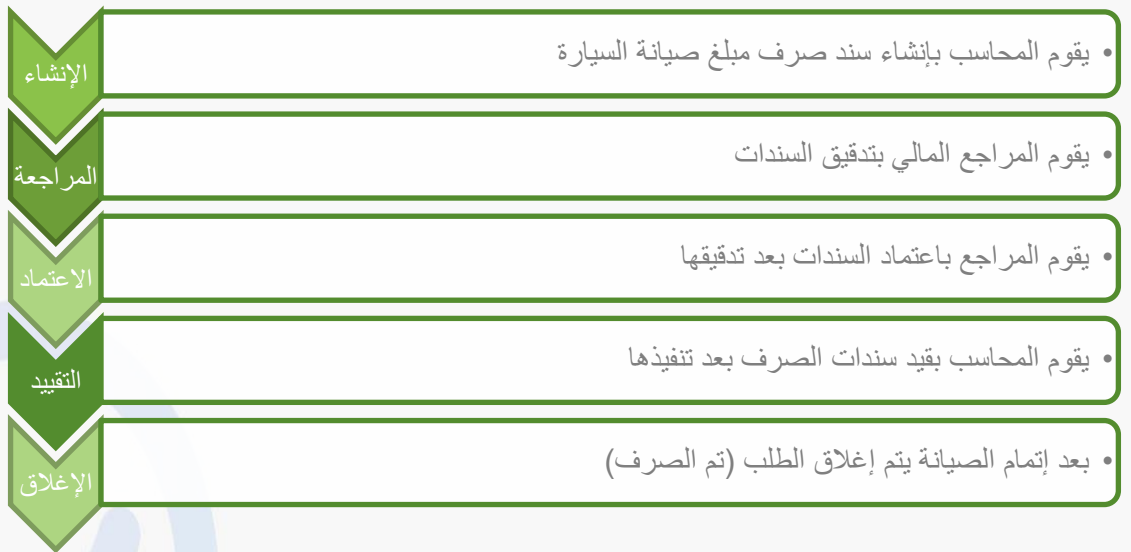 الإنشاء
• يقوم المحاسب بإنشاء سند صرف مبلغ صيانة السيارة
المراجعة
• يقوم المراجع المالي بتدقيق السندات
الاعتماد
• يقوم المراجع باعتماد السندات بعد تدقيقها
التقييد
• يقوم المحاسب بقيد سندات الصرف بعد تنفيذها
الإغلاق
• بعد إتمام الصيانة يتم إغلاق الطلب (تم الصرف)